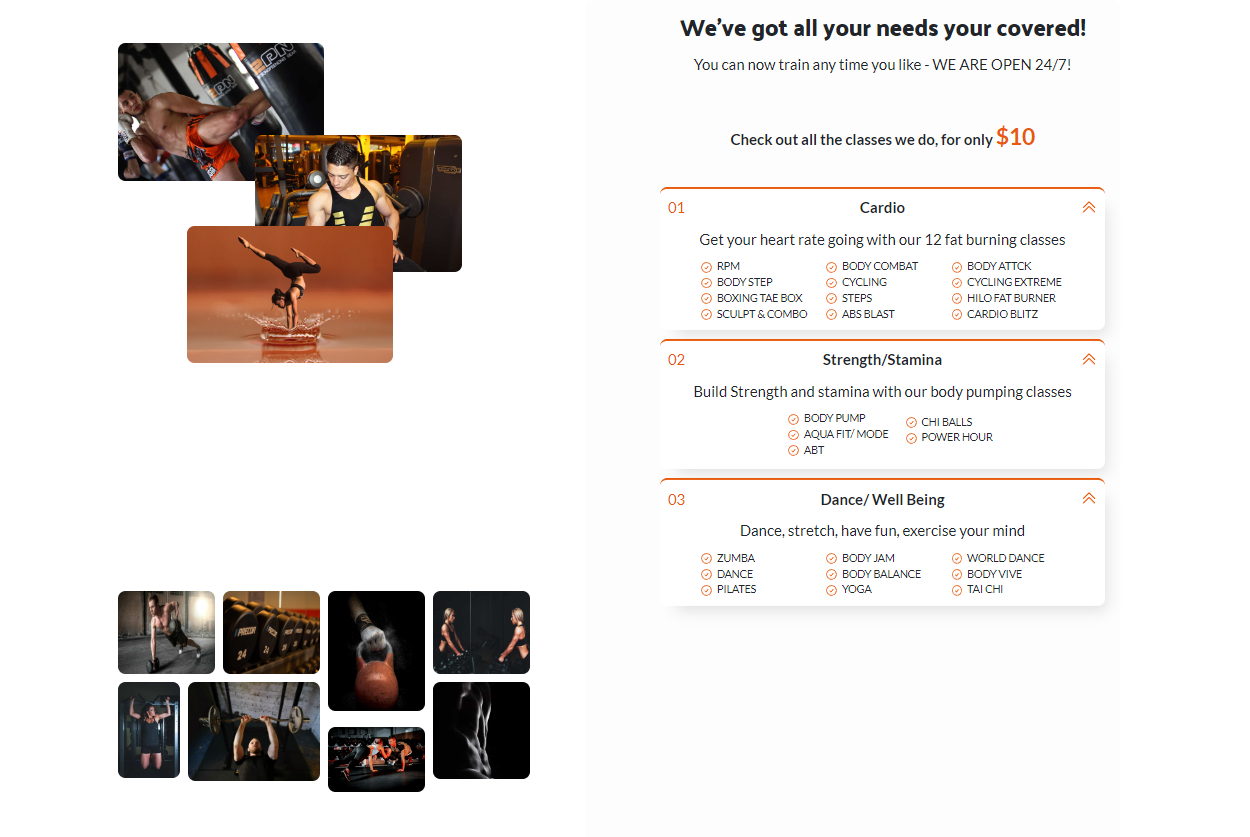 We've got all your needs your covered!
You can now train any time you like - WE ARE OPEN 24/7!
Check out all the classes we do, for only $10
01 Cardio
Get your heart rate going with our 12 fat burning classes
RPM BODY COMBAT BODY ATTCK
BODY STEP CYCLING CYCLING EXTREME
BOXING TAE BOX STEPS HILO FAT BURNER
SCULPT & COMBO ABS BLAST CARDIO BLITZ
02 Strength/Stamina
Build Strength and stamina with our body pumping classes
BODY PUMP CHI BALLS
AQUA FIT/ MODE POWER HOUR
ABT
03 Dance/ Well Being
Dance, stretch, have fun, exercise your mind
ZUMBA BODY JAM WORLD DANCE
DANCE BODY BALANCE BODY VIVE
PILATES YOGA TAI CHI
PRECOR
24 24 24